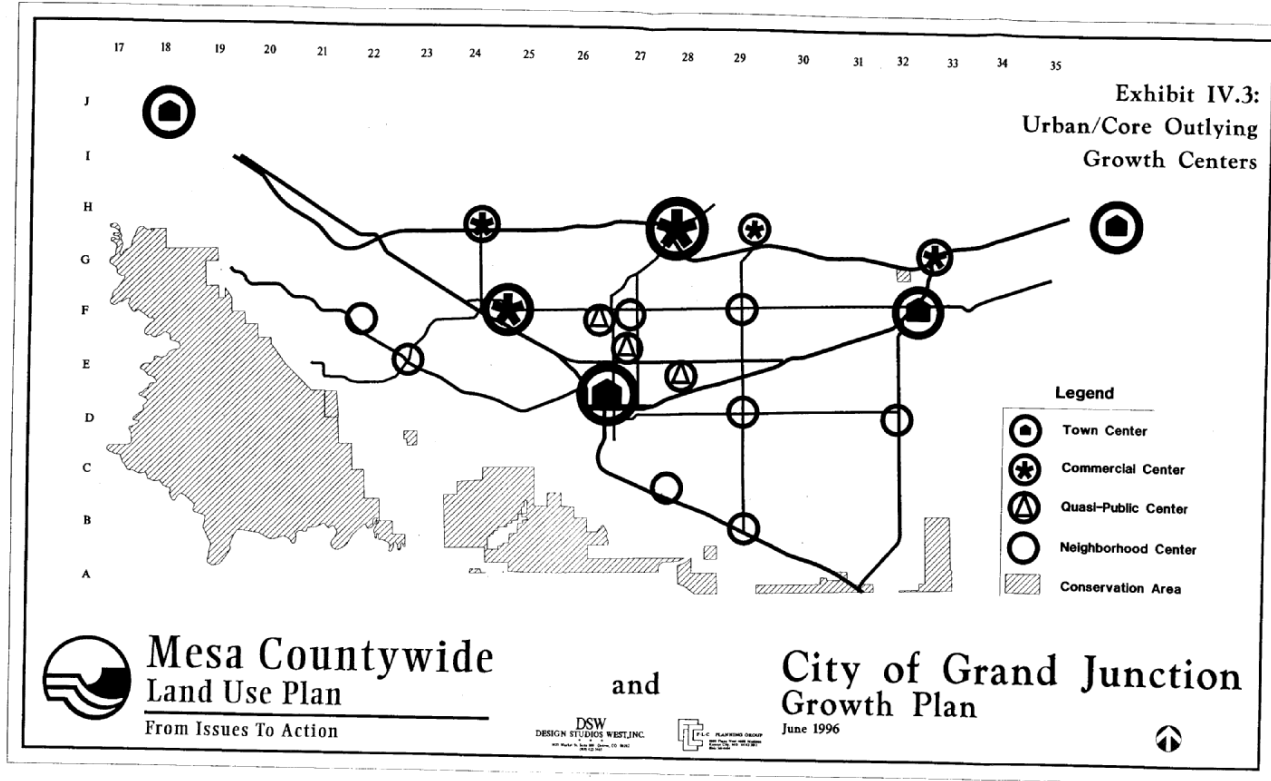 17 18 19 20 21 22 23 24 25 26 27 28 29 30 31 32 33 34 35
J
I
H
G
F
E
D
C
B
A
Exhibit IV.3:
Urban/Core Outlying
Growth Centers
Legend
Town Center
Commercial Center
Quasi-Public Center
Neighborhood Center
Conservation Area
Mesa Countywide
Land Use Plan
From Issues To Action
and
DSW
DESIGN STUDIOS WEST, INC.
PLANNING GROUP
City of Grand Junction
Growth Plan
June 1996